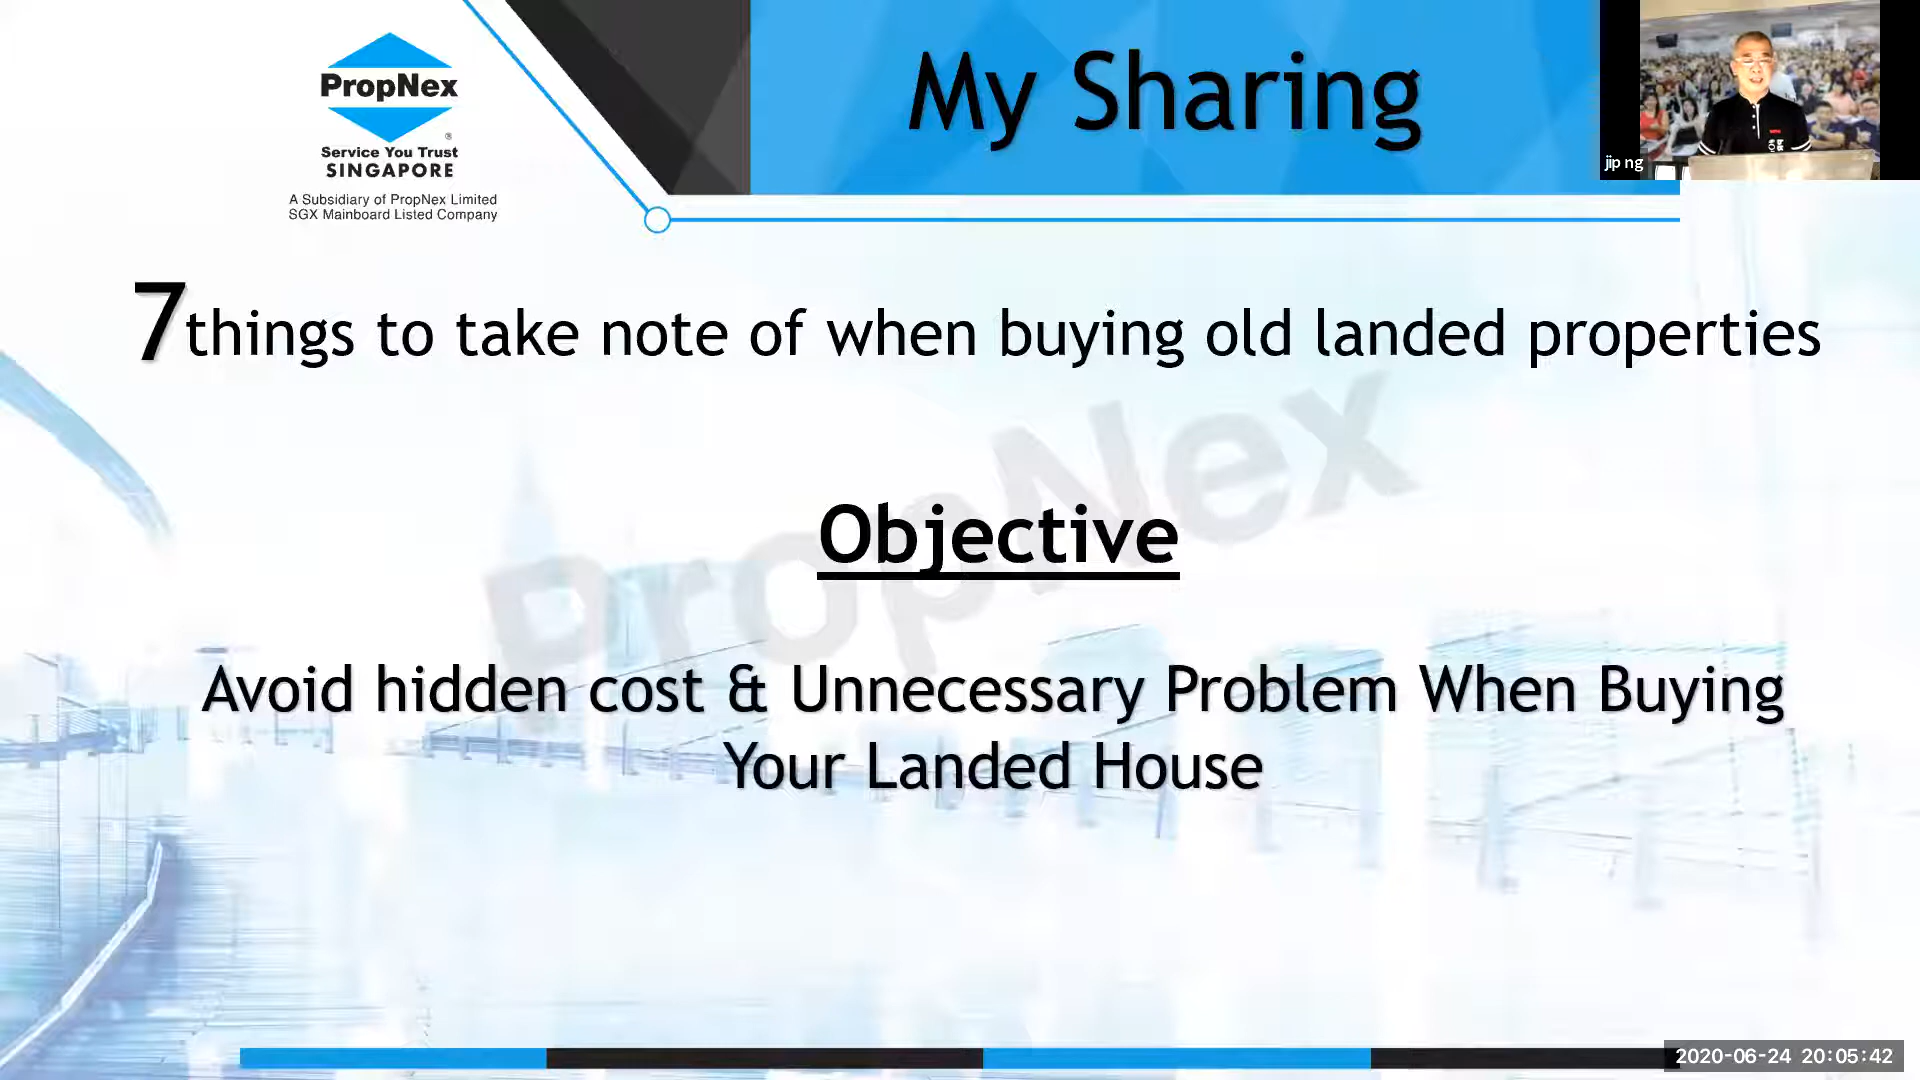 PropNex
®
Service You Trust
SINGAPORE
A Subsidiary of PropNex Limited
SGX Mainboard Listed Company
My Sharing
jip ng
7things to take note of when buying old landed properties
PropNex
Objective
Avoid hidden cost & Unnecessary Problem When Buying
Your Landed House
2020-06-24 20:05:42